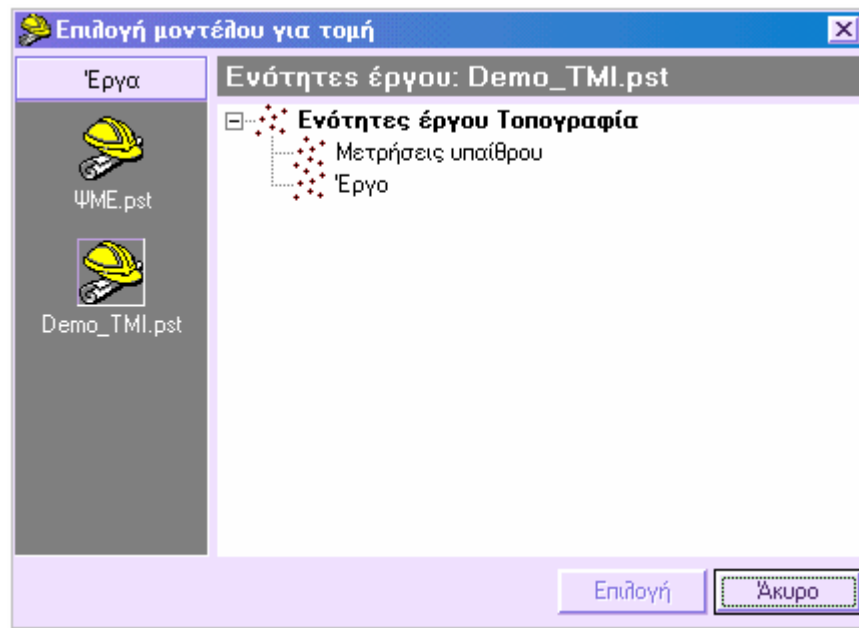 Επιλογή μοντέλου για τομή
Έργα
Ενότητες έργου: Demo_TMI.pst
Ενότητες έργου Τοπογραφία
Μετρήσεις υπαίθρου
Έργο
ΨΜΕ.pst
Demo_TMI.pst
Επιλογή
Άκυρο